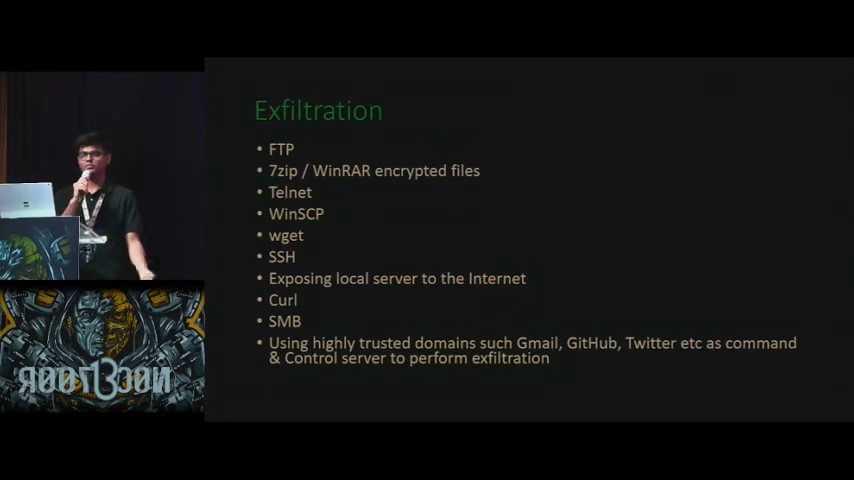 Exfiltration
• FTP
• 7zip / WinRAR encrypted files
• Telnet
• WinSCP
• wget
• SSH
• Exposing local server to the Internet
• Curl
• SMB
• Using highly trusted domains such Gmail, GitHub, Twitter etc as command
& Control server to perform exfiltration